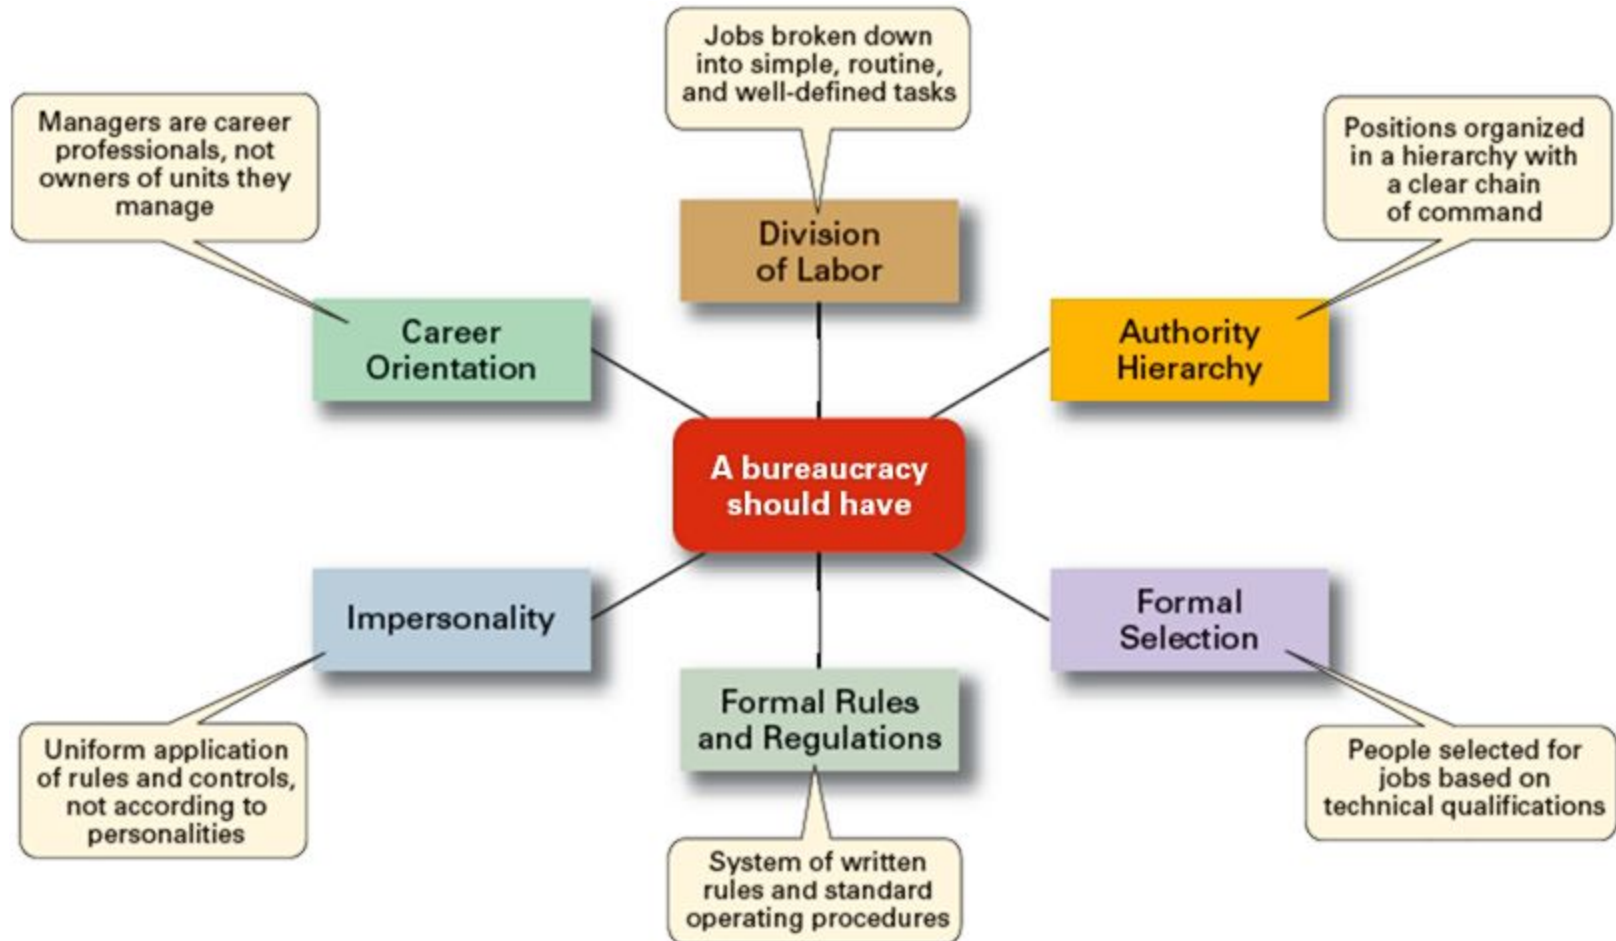 Jobs broken down
into simple, routine,
and well-defined tasks
Managers are career
professionals, not
owners of units they
manage
Positions organized
in a hierarchy with
a clear chain
of command
Division
of Labor
Career
Orientation
Authority
Hierarchy
A bureaucracy
should have
Impersonality
Formal
Selection
Formal Rules
and Regulations
Uniform application
of rules and controls,
not according to
personalities
People selected for
jobs based on
technical qualifications
System of written
rules and standard
operating procedures